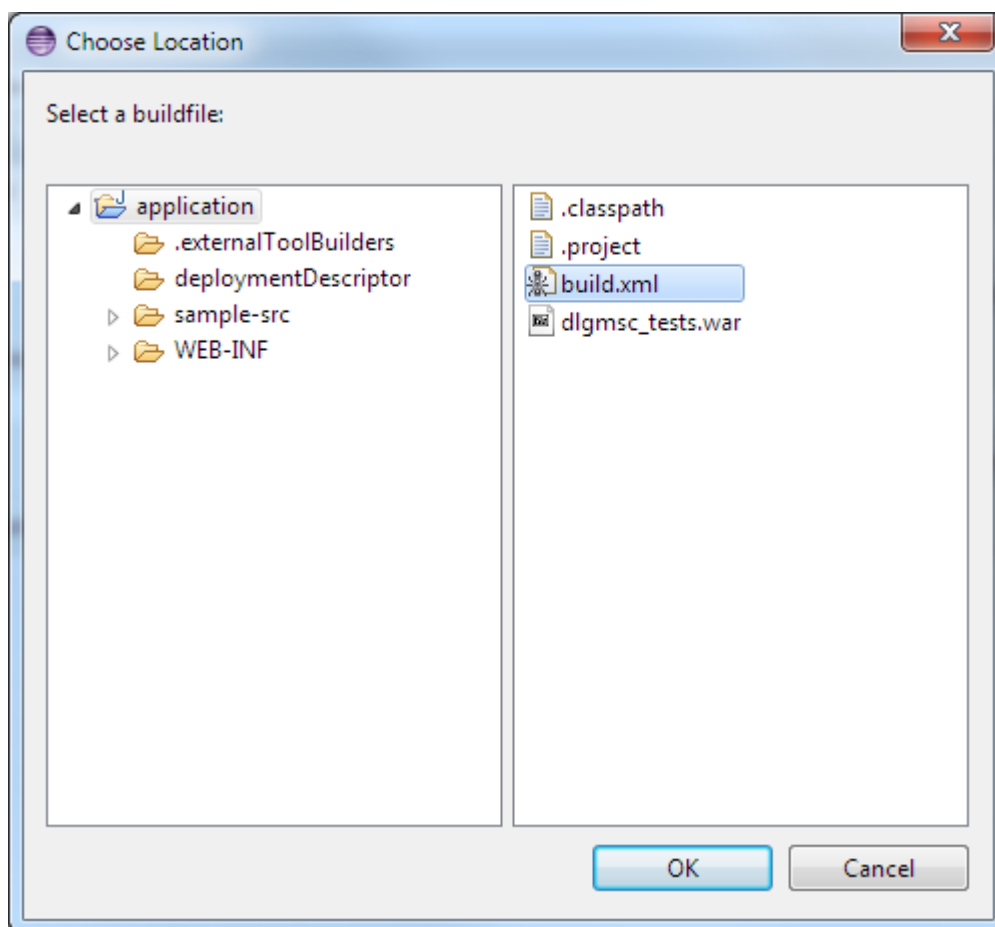 Choose Location
Select a buildfile:
application
.externalToolBuilders
deploymentDescriptor
sample-src
WEB-INF
.classpath
.project
build.xml
dlgmsc_tests.war
OK
Cancel